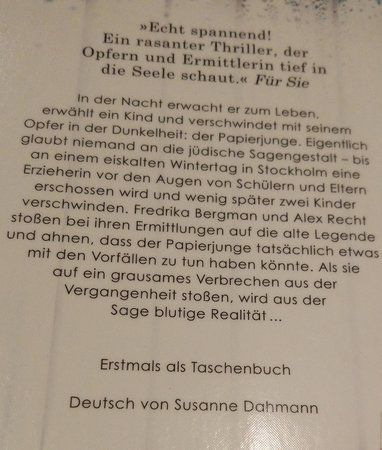 »Echt spannend!
Ein rasanter Thriller, der
Opfern und Ermittlerin tief in
die Seele schaut.« Für Sie
In der Nacht erwacht er zum Leben,
erwählt ein Kind und verschwindet mit seinem
Opfer in der Dunkelheit: der Papierjunge. Eigentlich
glaubt niemand an die jüdische Sagengestalt – bis
an einem eiskalten Wintertag in Stockholm eine
Erzieherin vor den Augen von Schülern und Eltern
erschossen wird und wenig später zwei Kinder
verschwinden. Fredrika Bergman und Alex Recht
stoßen bei ihren Ermittlungen auf die alte Legende
und ahnen, dass der Papierjunge tatsächlich etwas
mit den Vorfällen zu tun haben könnte. Als sie
auf ein grausames Verbrechen aus der
Vergangenheit stoßen, wird aus der
Sage blutige Realität ...
Erstmals als Taschenbuch
Deutsch von Susanne Dahmann